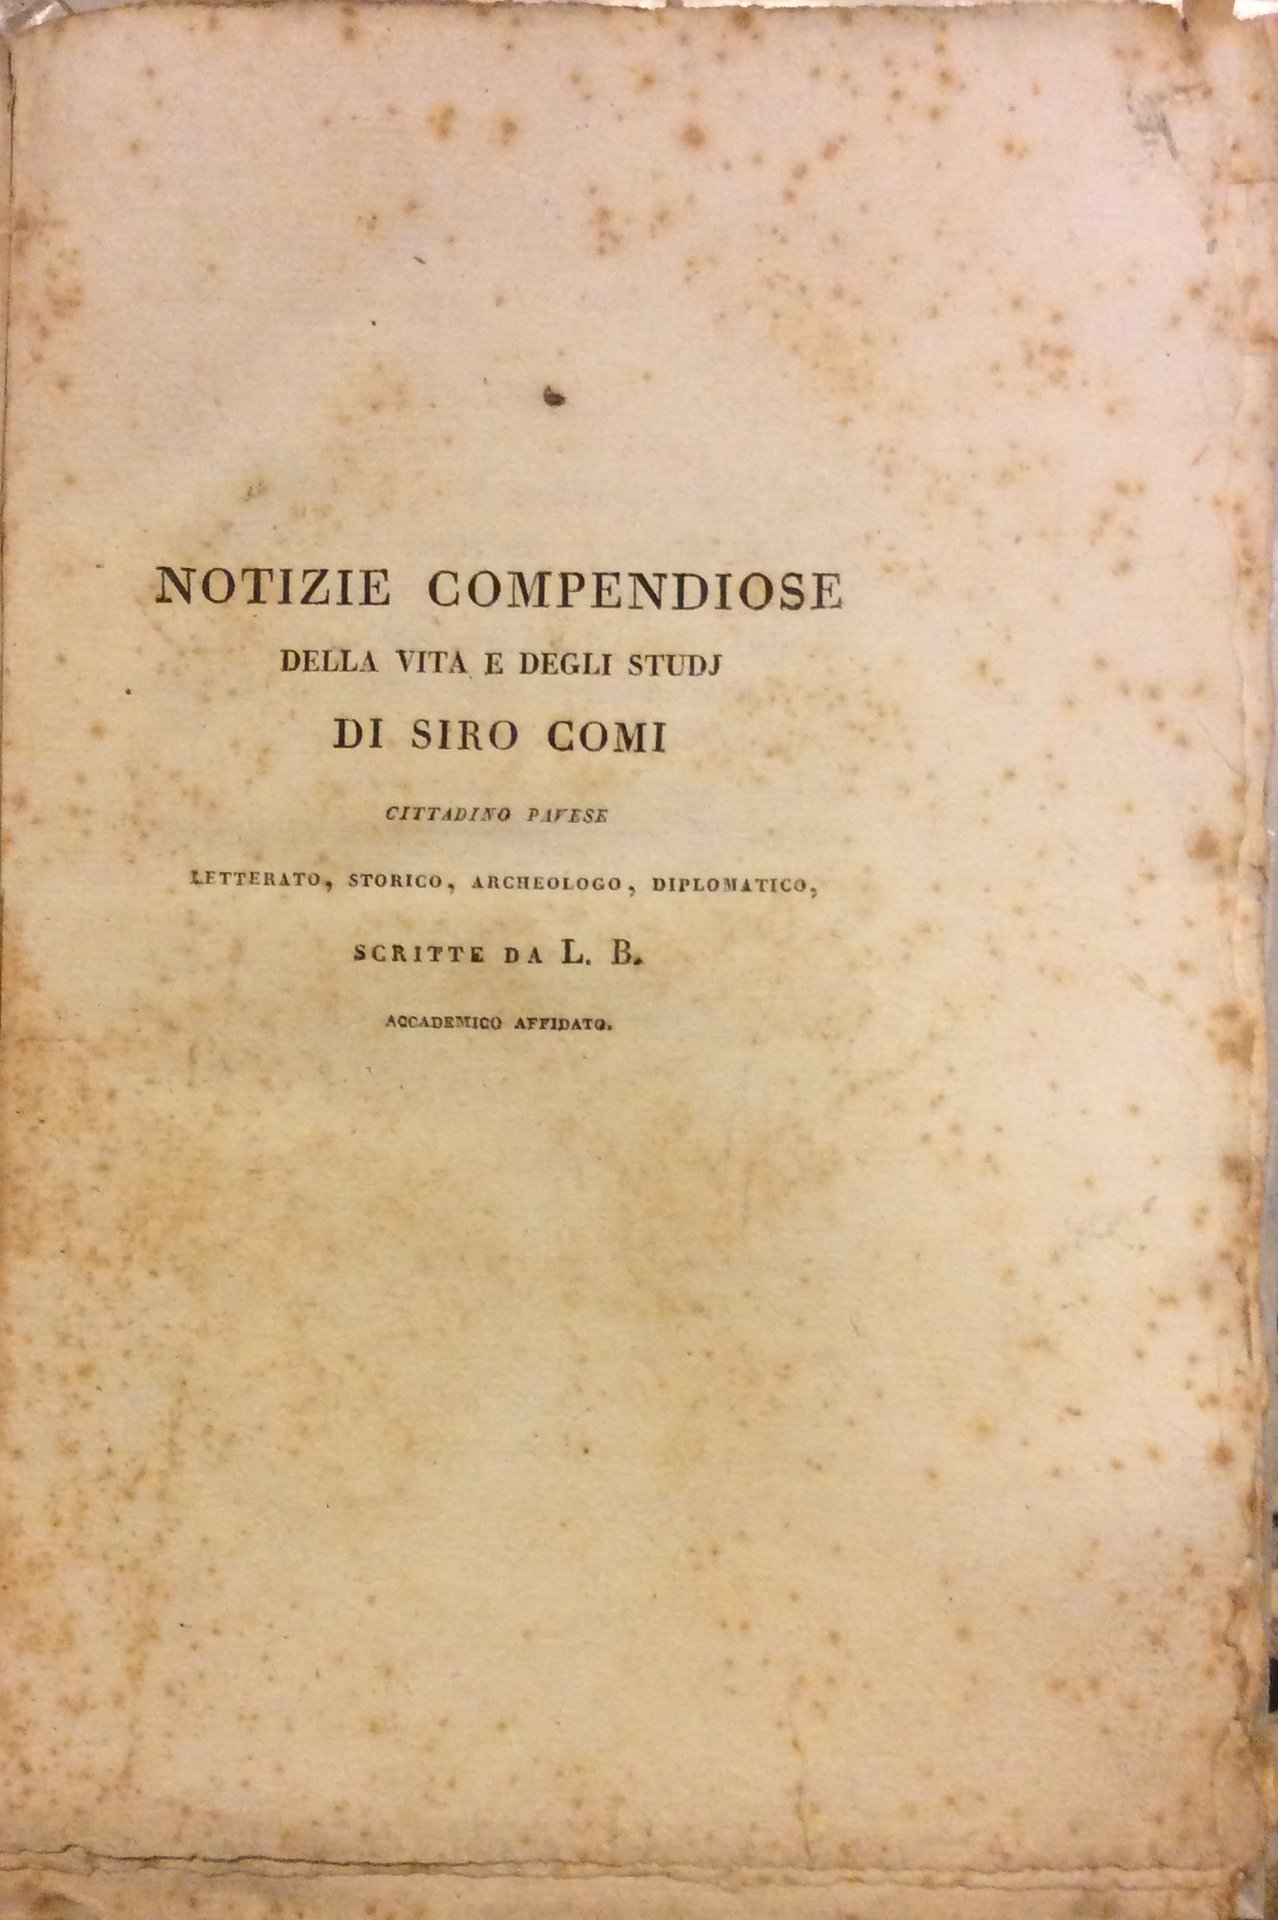 NOTIZIE COMPENDIOSE
DELLA VITA E DEGLI STUDJ
DI SIRO COMI
CITTADINO PAVESE
LETTERATO, STORICO, ARCHEOLOGO, DIPLOMATICO,
SCRITTE DA L. B.
ACCADEMICO AFFIDATO.